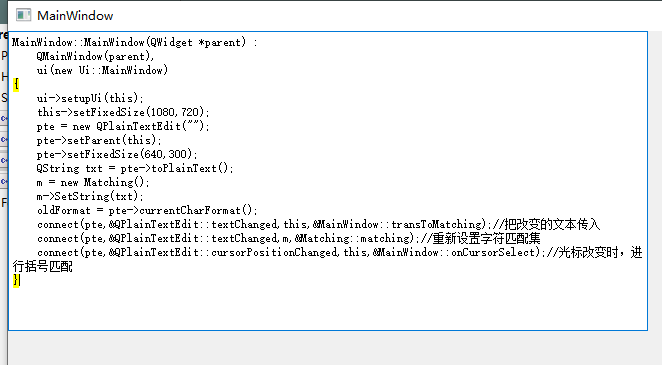 MainWindow
MainWindow::MainWindow(QWidget *parent) :
QMainWindow(parent),
ui(new Ui::MainWindow)
{
ui->setupUi(this);
this->setFixedSize(1080,720);
pte = new QPlainTextEdit("");
pte->setParent(this);
pte->setFixedSize(640,300);
QString txt = pte->toPlainText();
m = new Matching();
m->SetString(txt);
oldFormat = pte->currentCharFormat();
connect(pte,&QPlainTextEdit::textChanged,this,&MainWindow::transToMatching);//把改变的文本传入
connect(pte,&QPlainTextEdit::textChanged,m,&Matching::matching);//重新设置字符匹配集
connect(pte,&QPlainTextEdit::cursorPositionChanged,this,&MainWindow::onCursorSelect);//光标改变时，进
行括号匹配
}